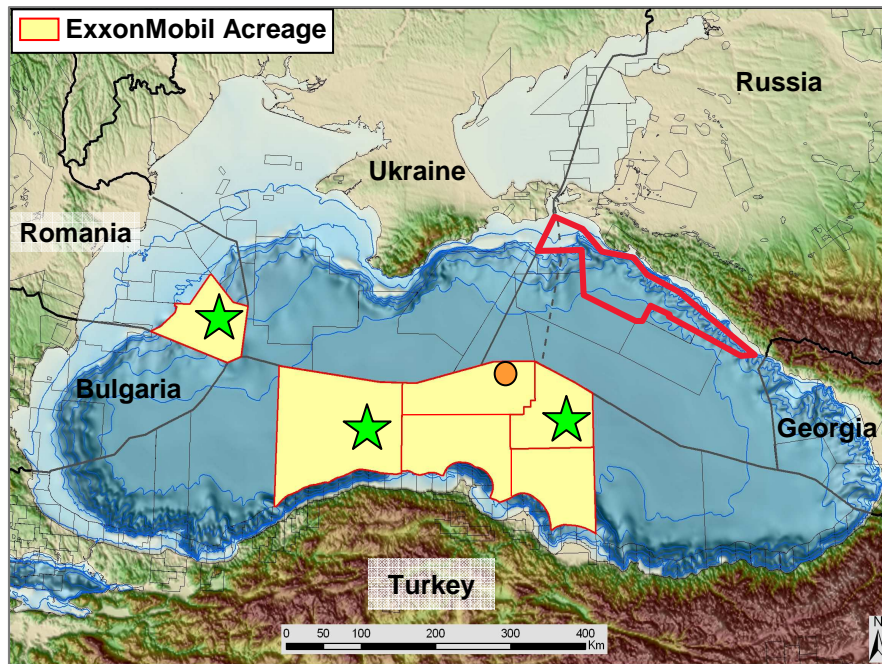 ExxonMobil Acreage
Russia
Ukraine
Romania
Bulgaria
Georgia
Turkey
0 50 100 200 300 400
Km
N